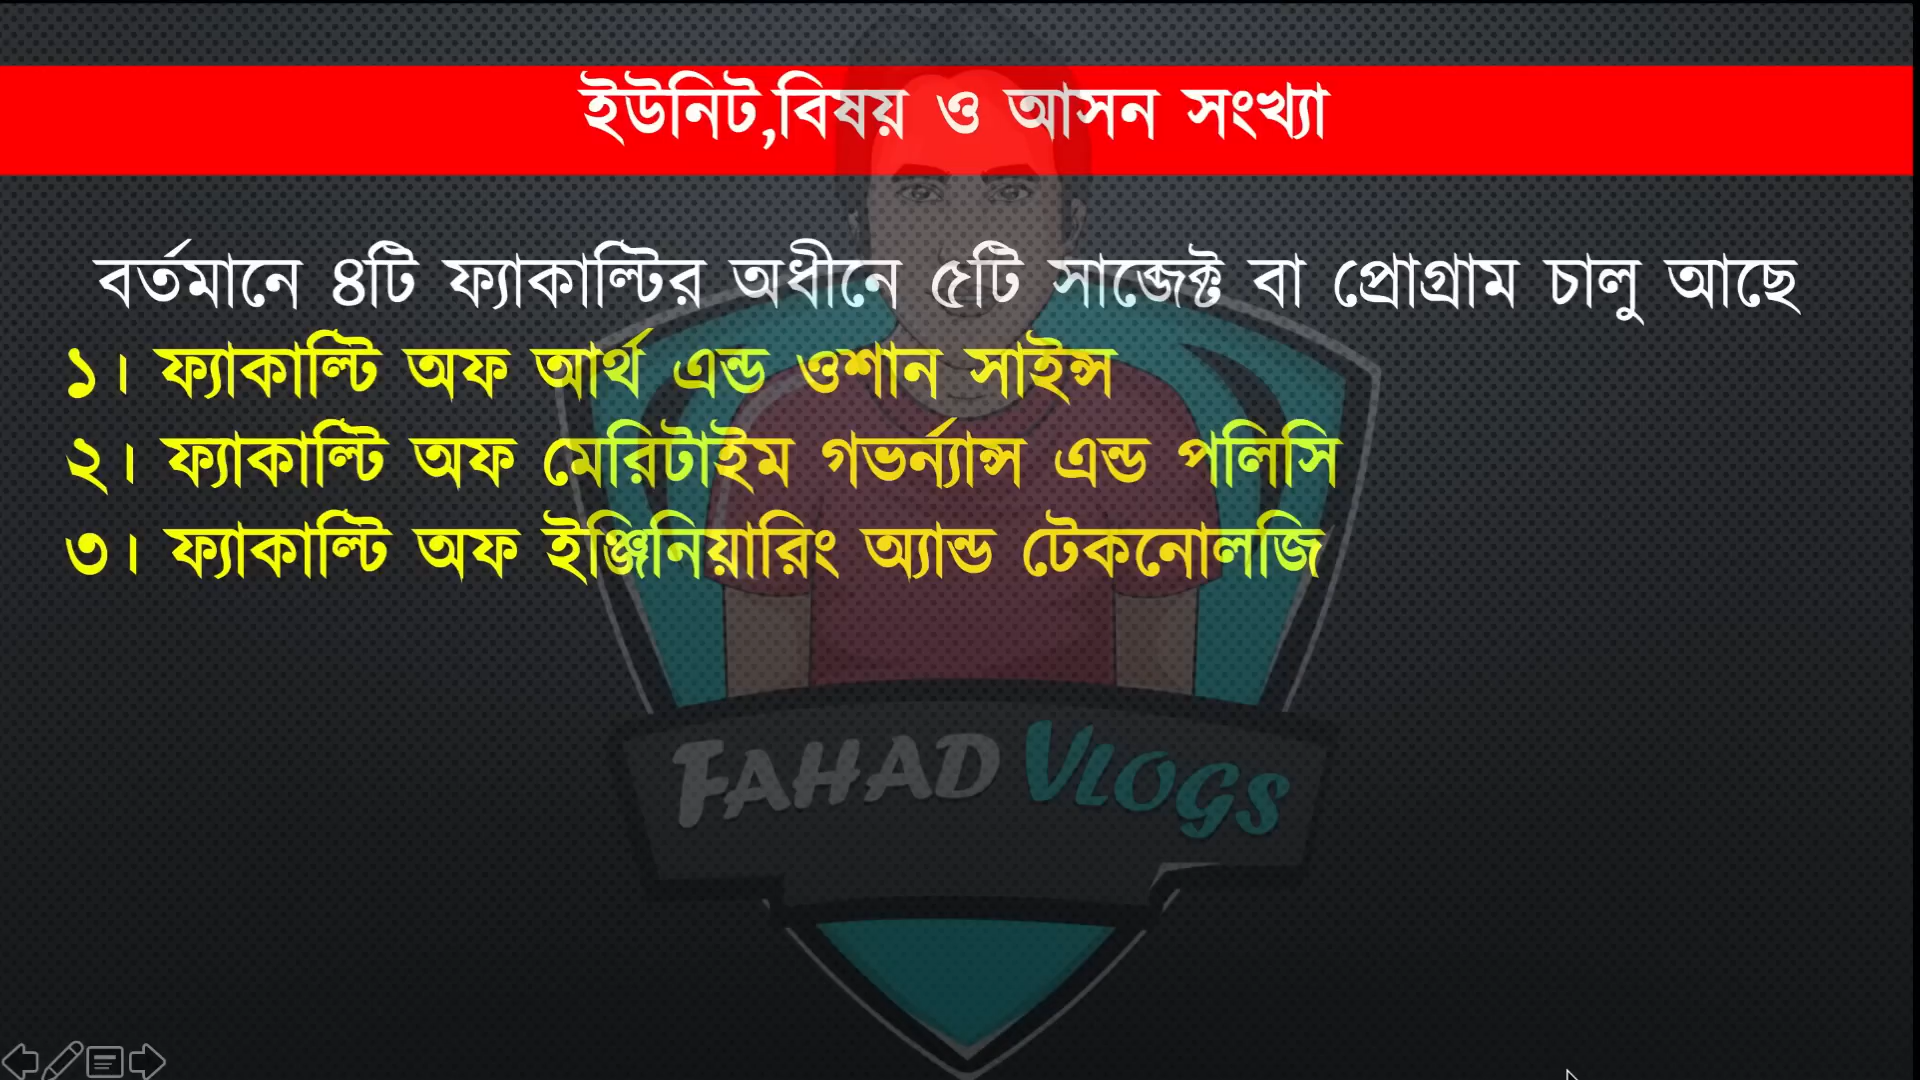 ইউনিট,বিষয় ও আসন সংখ্যা
বর্তমানে ৪টি ফ্যাকাল্টির অধীনে ৫টি সাব্জেক্ট বা প্রোগ্রাম চালু আছে
১। ফ্যাকাল্টি অফ আর্থ এন্ড ওশান সাইন্স
২। ফ্যাকাল্টি অফ মেরিটাইম গভর্ন্যান্স এন্ড পলিসি
৩। ফ্যাকাল্টি অফ ইঞ্জিনিয়ারিং অ্যান্ড টেকনোলজি
FAHAD VLOGS